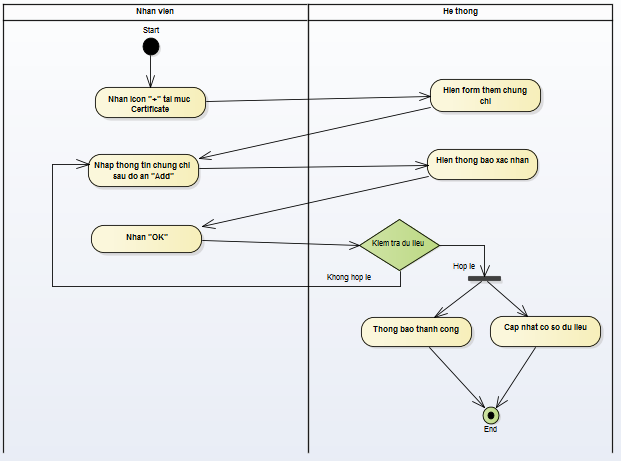 Nhan vien
He thong
Start
Nhan icon "+" tai muc
Certificate
Hien form them chung
chi
Nhap thong tin chung chi
sau do an "Add"
Hien thong bao xac nhan
Nhan "OK"
Kiem tra du lieu
Hop le
Khong hop le
Thong bao thanh cong
Cap nhat co so du lieu
End